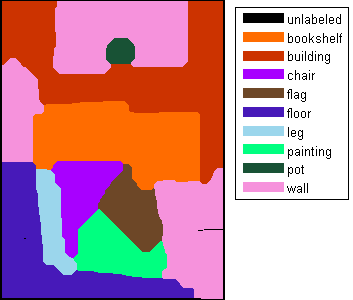 unlabeled
bookshelf
building
chair
flag
floor
leg
painting
pot
wall